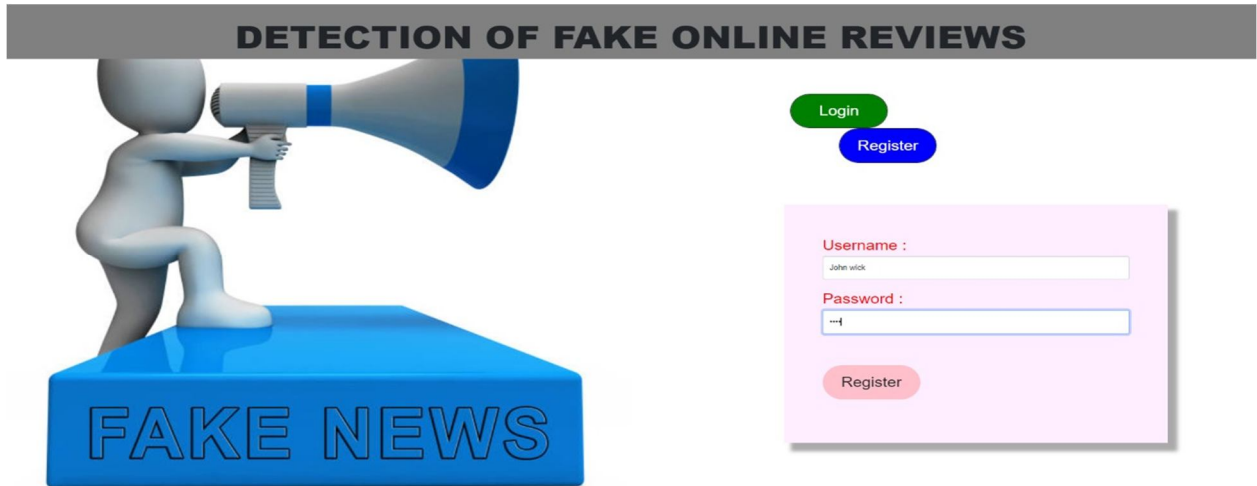 DETECTION OF FAKE ONLINE REVIEWS
Login
Register
Username :
John wick
Password :
••••
Register
FAKE NEWS